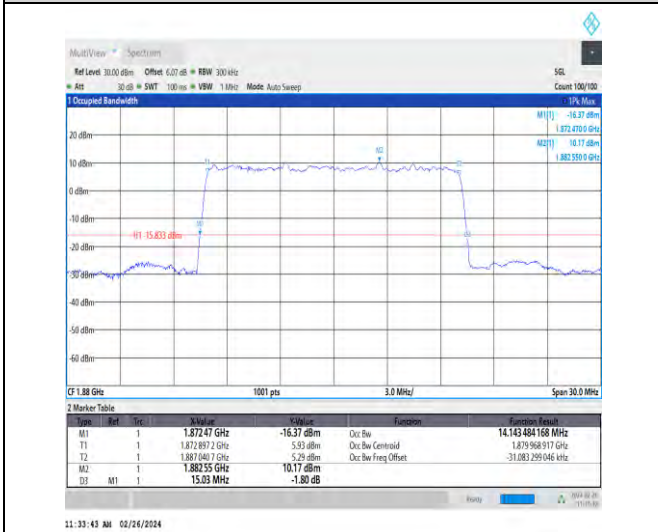 MultiView Spectrum
Ref Level 30.00 dBm Offset 6.07 dB RBW 300 kHz SGL
Att 30 dB SWT 100 ms VBW 1 MHz Mode Auto Sweep Count 100/100
1 Occupied Bandwidth 1Pk Max
M1[1] -16.37 dBm
1.872 470 0 GHz
M2[1] 10.17 dBm
1.882 550 0 GHz
20 dBm
10 dBm
0 dBm
-10 dBm
H1 -15.833 dBm
-20 dBm
-30 dBm
-40 dBm
-50 dBm
-60 dBm
T1
M2
CF 1.88 GHz 1001 pts 3.0 MHz/ Span 30.0 MHz
2 Marker Table
Type Ref Trc X-Value Y-Value Function Function Result
M1 1 1.872 47 GHz -16.37 dBm Occ Bw 14.143 484 168 MHz
T1 1 1.872 897 2 GHz 5.93 dBm Occ Bw Centroid 1.879 968 917 GHz
T2 1 1.887 040 7 GHz 5.29 dBm Occ Bw Freq Offset -31.083 299 046 kHz
M2 1 1.882 55 GHz 10.17 dBm
D3 M1 1 15.03 MHz -1.80 dB
Ready
11:33:43 AM 02/26/2024